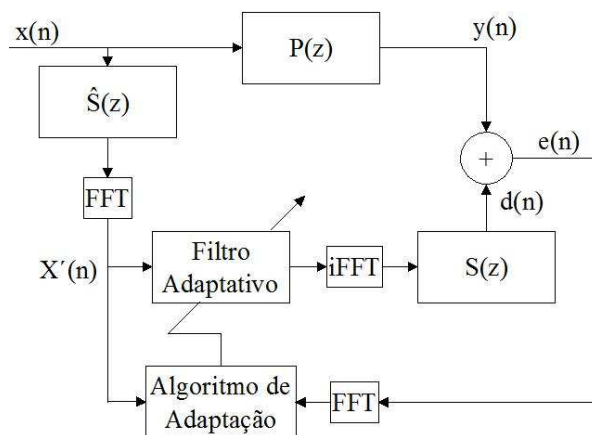 x(n)
P(z)
y(n)
Ŝ(z)
+
e(n)
d(n)
FFT
X´(n)
Filtro
Adaptativo
iFFT
S(z)
Algoritmo de
Adaptação
FFT